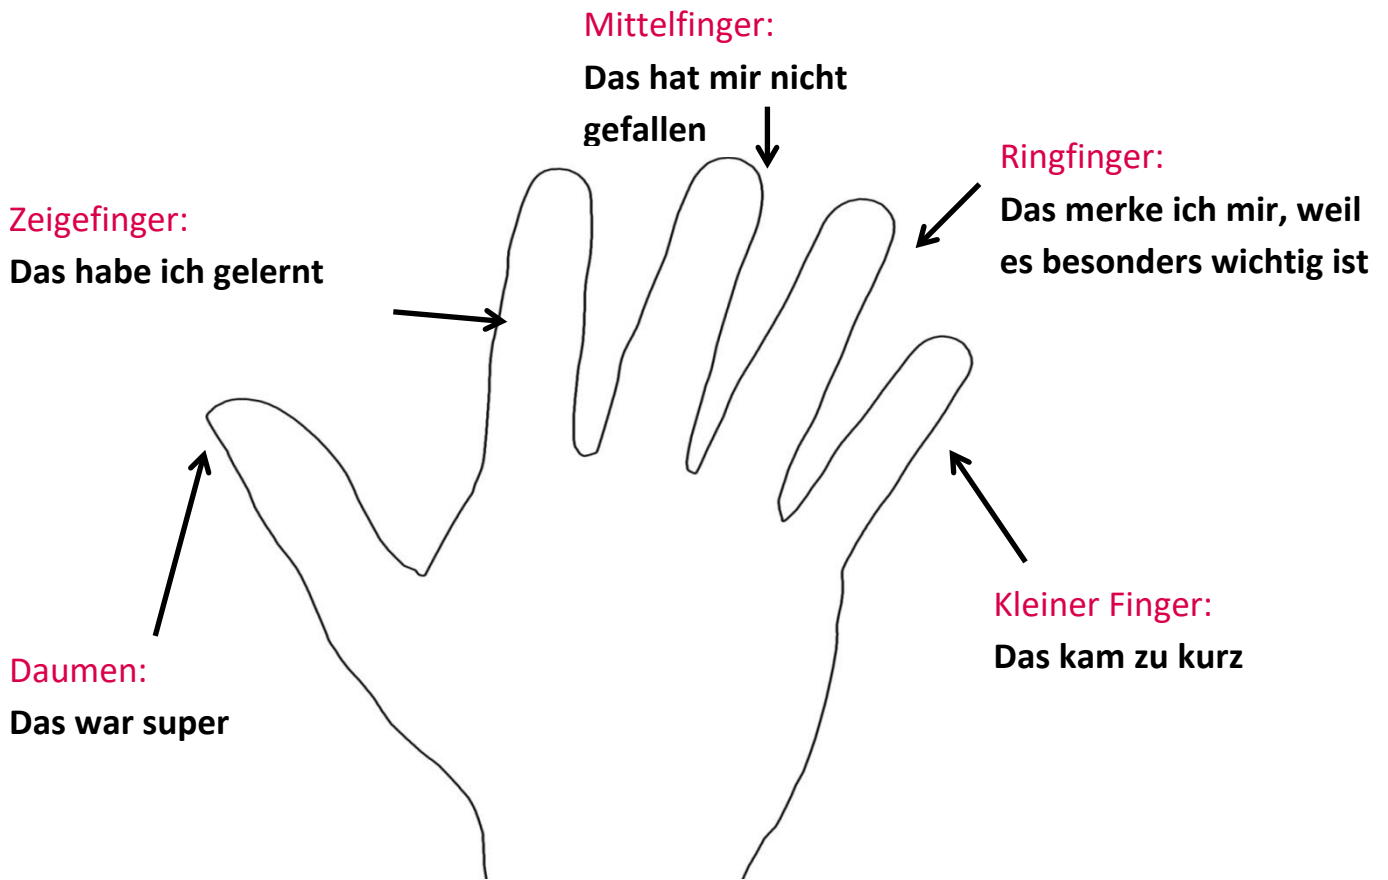 Mittelfinger:
Das hat mir nicht
gefallen
Ringfinger:
Das merke ich mir, weil
es besonders wichtig ist
Zeigefinger:
Das habe ich gelernt
Kleiner Finger:
Das kam zu kurz
Daumen:
Das war super